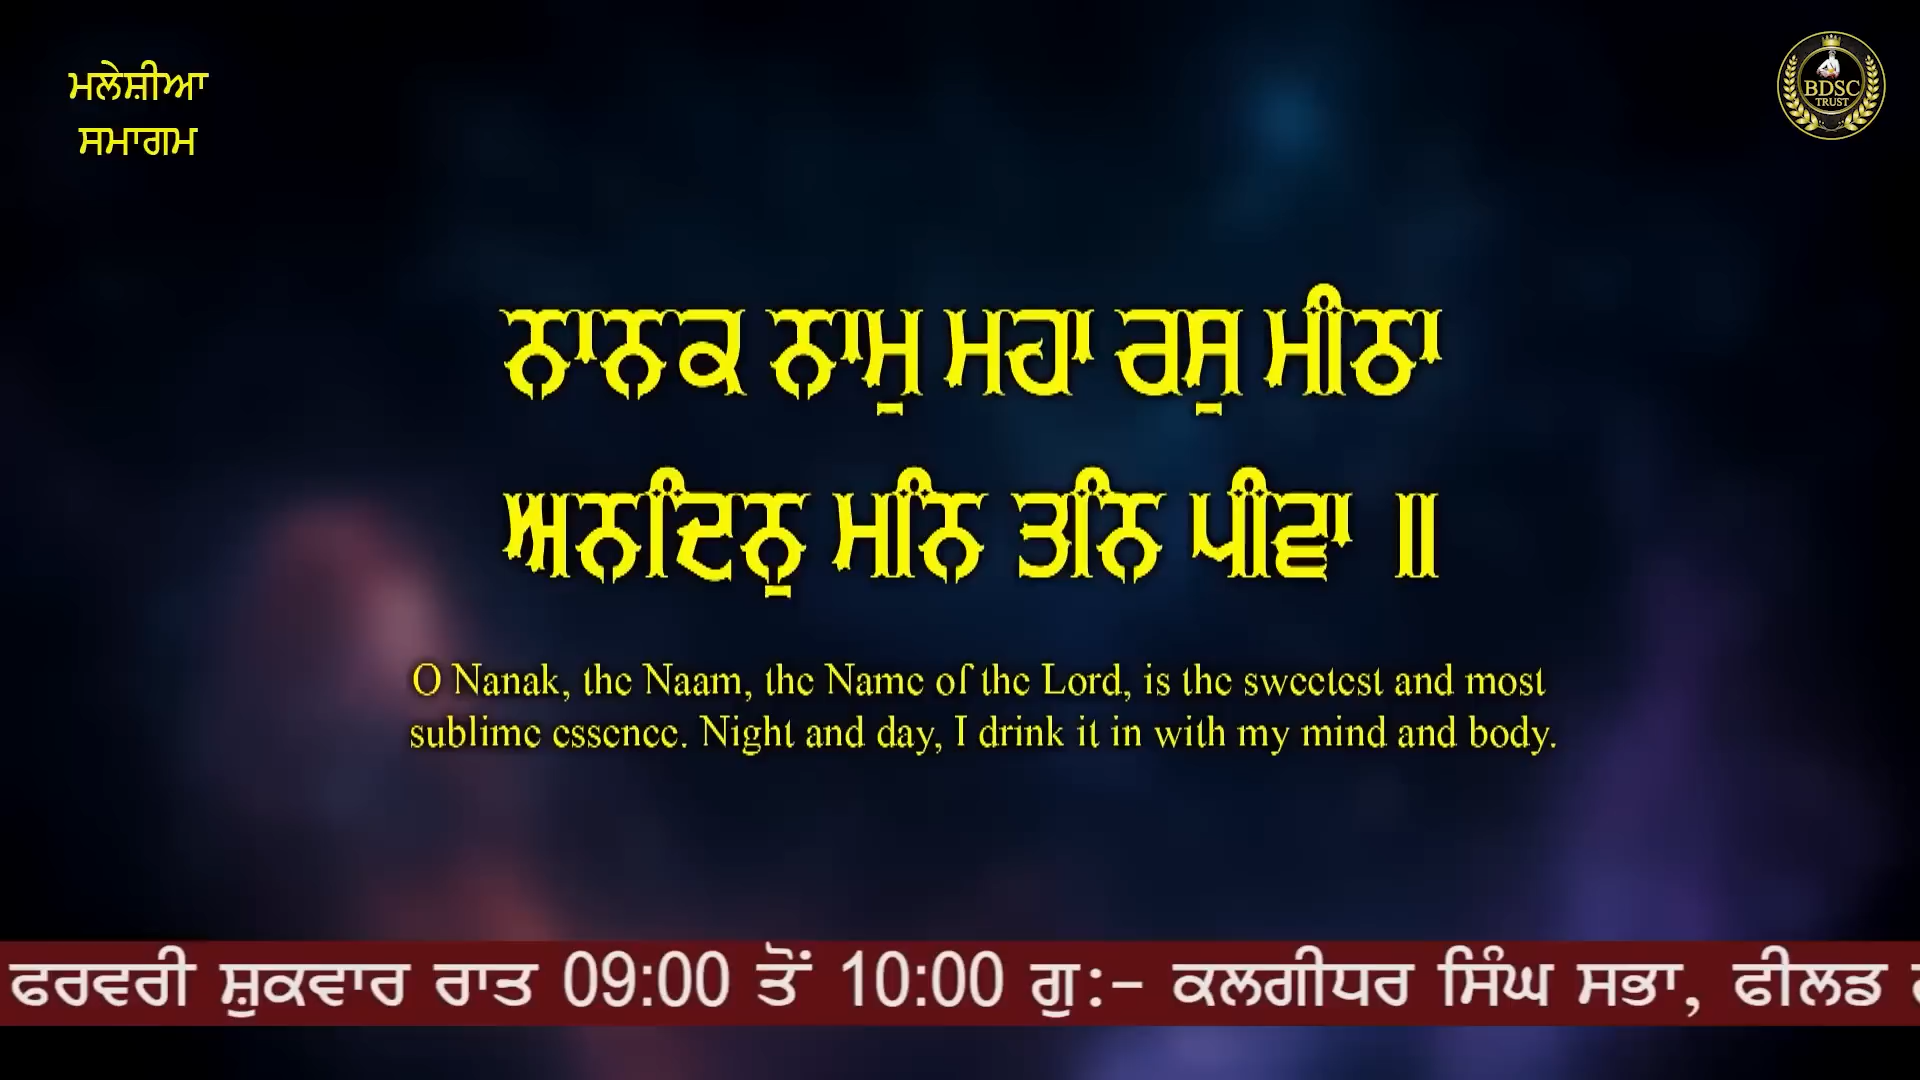 ਮਲੇਸ਼ੀਆ
ਸਮਾਗਮ
BDSC
TRUST
ਨਾਨਕ ਨਾਮੁ ਮਹਾ ਰਸੁ ਮੀਠਾ
ਅਨਦਿਨੁ ਮਨਿ ਤਨਿ ਪੀਵਾ ॥
O Nanak, the Naam, the Name of the Lord, is the sweetest and most
sublime essence. Night and day, I drink it in with my mind and body.
ਫਰਵਰੀ ਸ਼ੁਕਵਾਰ ਰਾਤ 09:00 ਤੋਂ 10:00 ਗੁ:- ਕਲਗੀਧਰ ਸਿੰਘ ਸਭਾ, ਫੀਲਡ